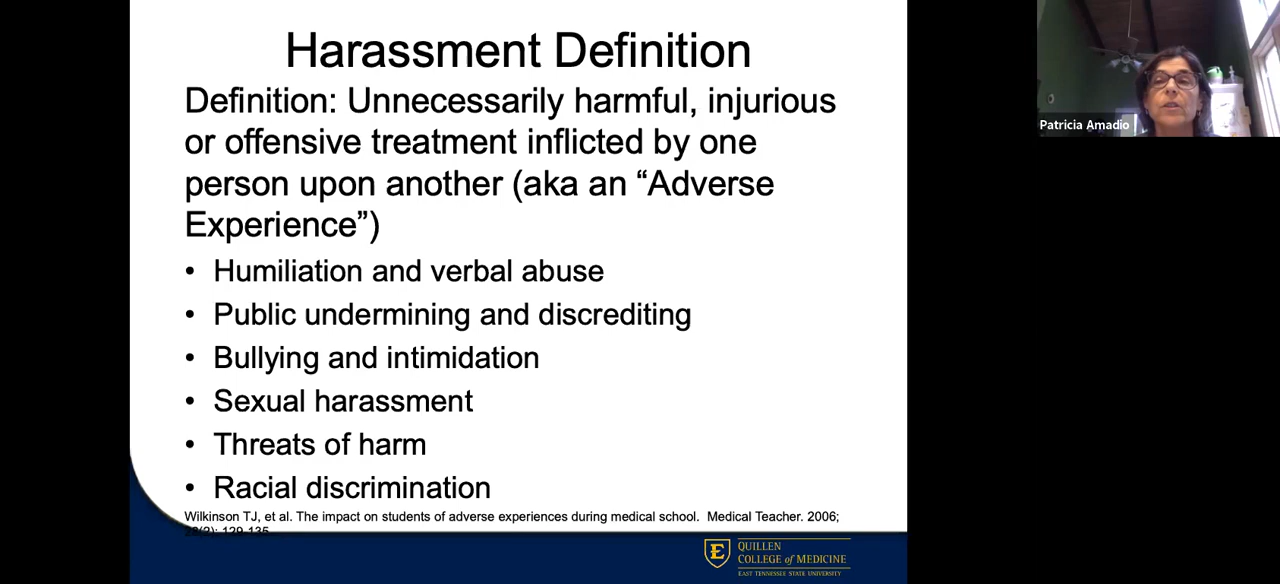 Harassment Definition
Definition: Unnecessarily harmful, injurious
or offensive treatment inflicted by one
person upon another (aka an “Adverse
Experience”)
• Humiliation and verbal abuse
• Public undermining and discrediting
• Bullying and intimidation
• Sexual harassment
• Threats of harm
• Racial discrimination
Wilkinson TJ, et al. The impact on students of adverse experiences during medical school. Medical Teacher. 2006;
129-135
E
QUILLEN
COLLEGE of MEDICINE
EAST TENNESSEE STATE UNIVERSITY
Patricia Amadio